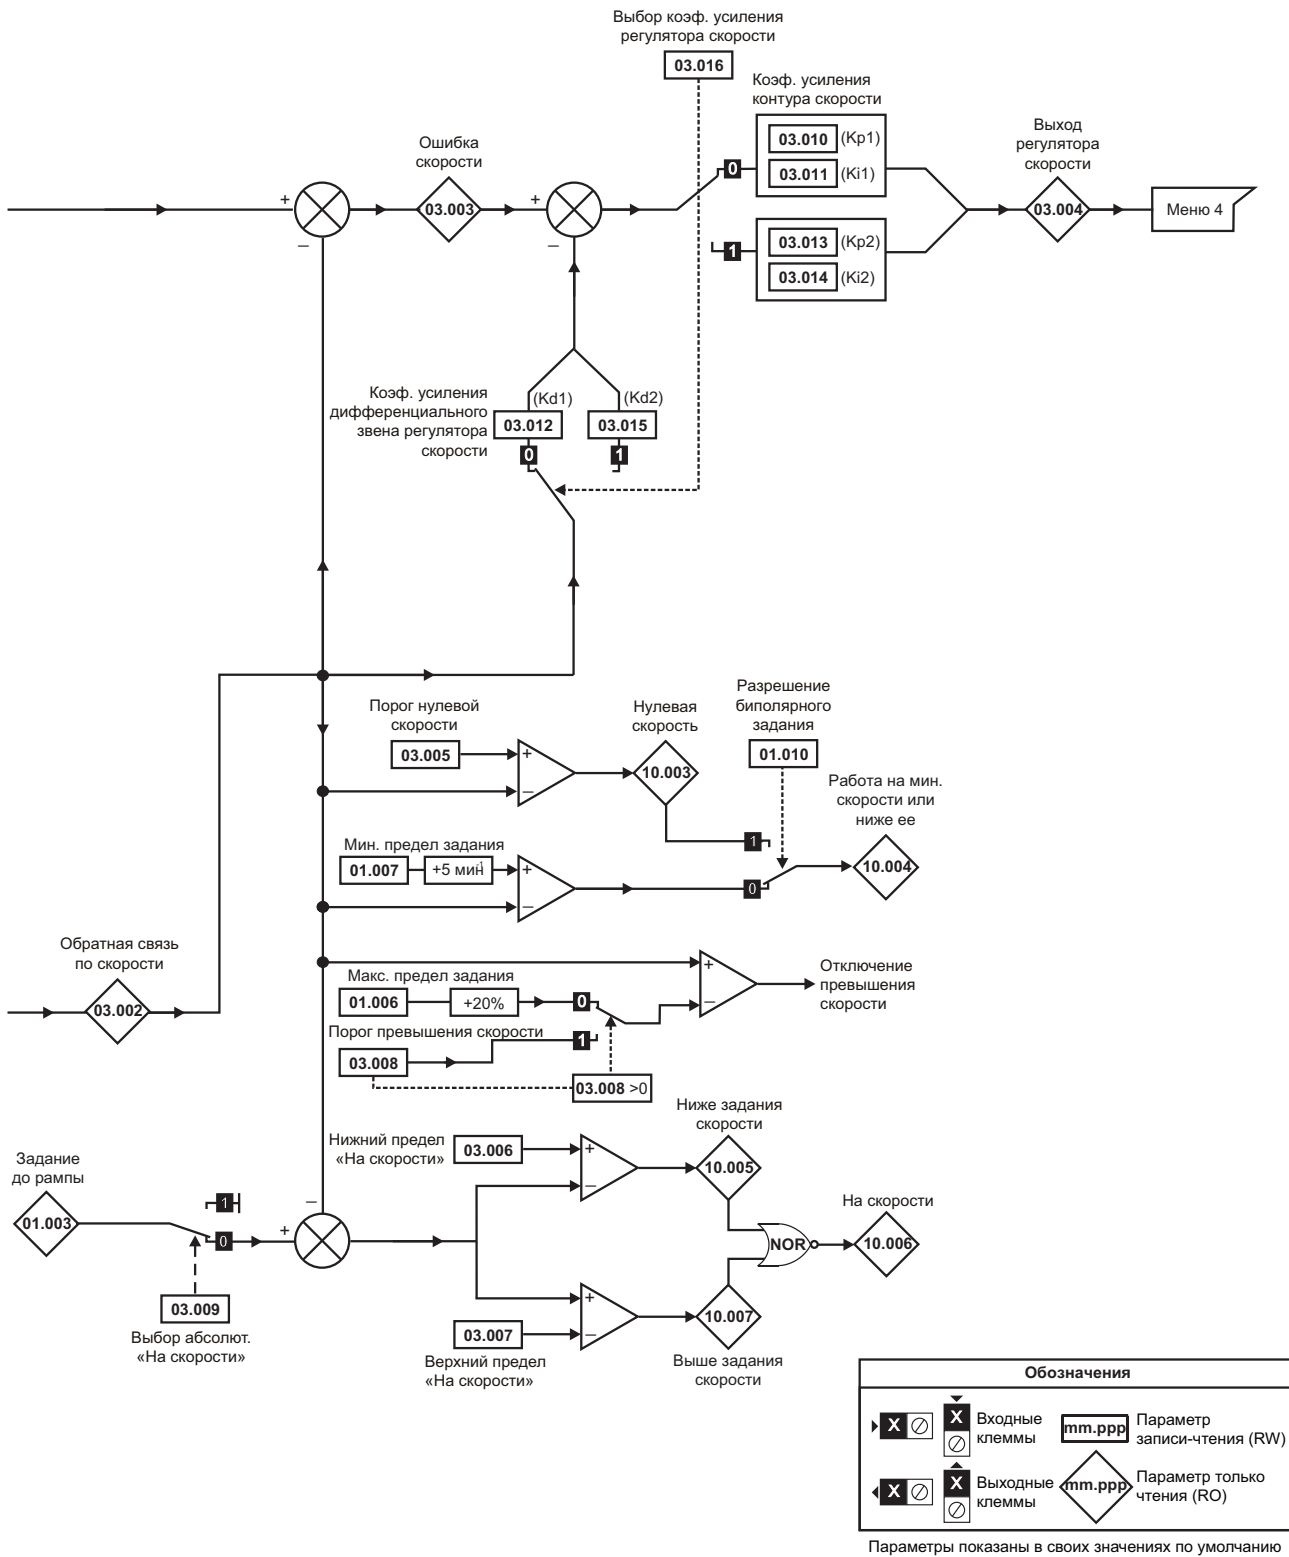 Выбор коэф. усиления
регулятора скорости
03.016
Коэф. усиления
контура скорости
03.010 (Kp1)
03.011 (Ki1)
Ошибка
скорости
Выход
регулятора
скорости
+
–
03.003
+
–
0
03.004
Меню 4
1
03.013 (Kp2)
03.014 (Ki2)
Коэф. усиления
дифференциального
звена регулятора
скорости
(Kd1)
(Kd2)
03.012
03.015
0
1
Порог нулевой
скорости
03.005
+
–
Нулевая
скорость
10.003
Разрешение
биполярного
задания
01.010
Работа на мин.
скорости или
ниже ее
1
0
10.004
Мин. предел задания
01.007
+5 мин-1
+
–
Обратная связь
по скорости
03.002
Макс. предел задания
01.006
+20%
0
+
–
Отключение
превышения
скорости
Порог превышения скорости
1
03.008
03.008 >0
Ниже задания
скорости
Нижний предел
«На скорости»
03.006
+
–
10.005
Задание
до рампы
01.003
1
0
–
+
NOR
На скорости
10.006
03.009
Выбор абсолют.
«На скорости»
+
–
03.007
Верхний предел
«На скорости»
10.007
Выше задания
скорости
Обозначения
X
X
Входные
клеммы
mm.ppp
Параметр
записи-чтения (RW)
X
X
Выходные
клеммы
mm.ppp
Параметр только
чтения (RO)
Параметры показаны в своих значениях по умолчанию